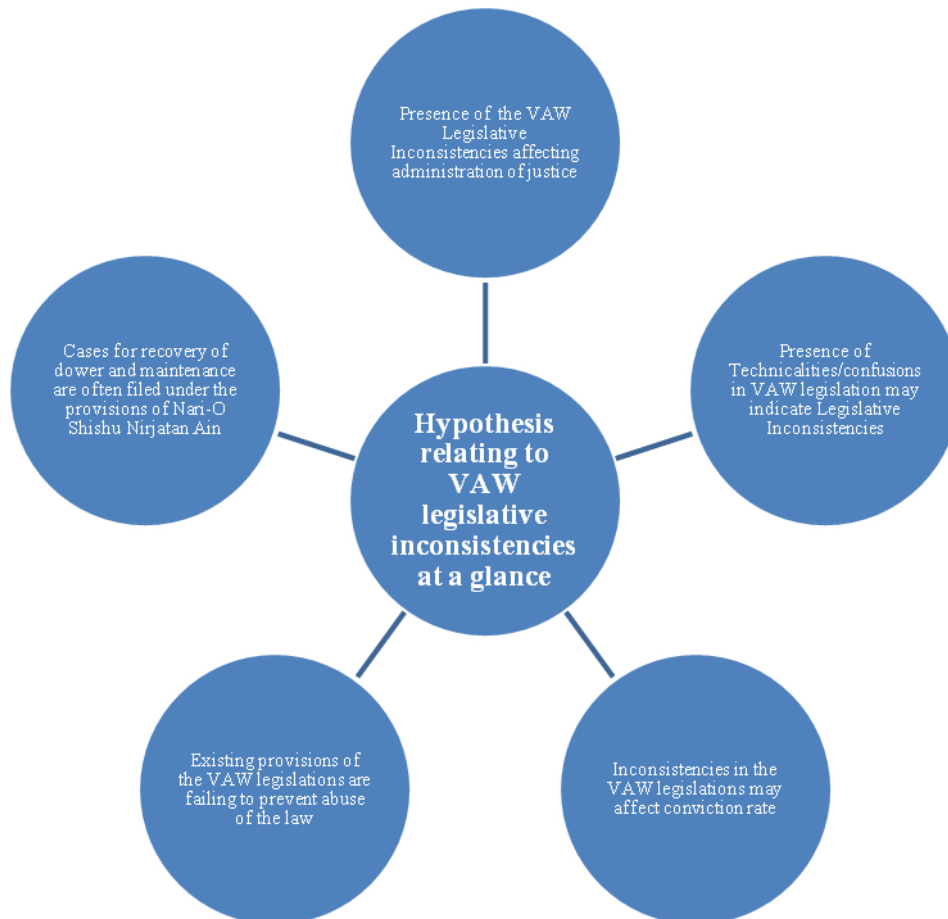 Presence of the VAW
Legislative
Inconsistencies affecting
administration of justice
Cases for recovery of
dower and maintenance
are often filed under the
provisions of Nari-O
Shishu Nirjatan Ain
Presence of
Technicalities/confusions
in VAW legislation may
indicate Legislative
Inconsistencies
Hypothesis
relating to
VAW
legislative
inconsistencies
at a glance
Existing provisions of
the VAW legislations are
failing to prevent abuse
of the law
Inconsistencies in the
VAW legislations may
affect conviction rate